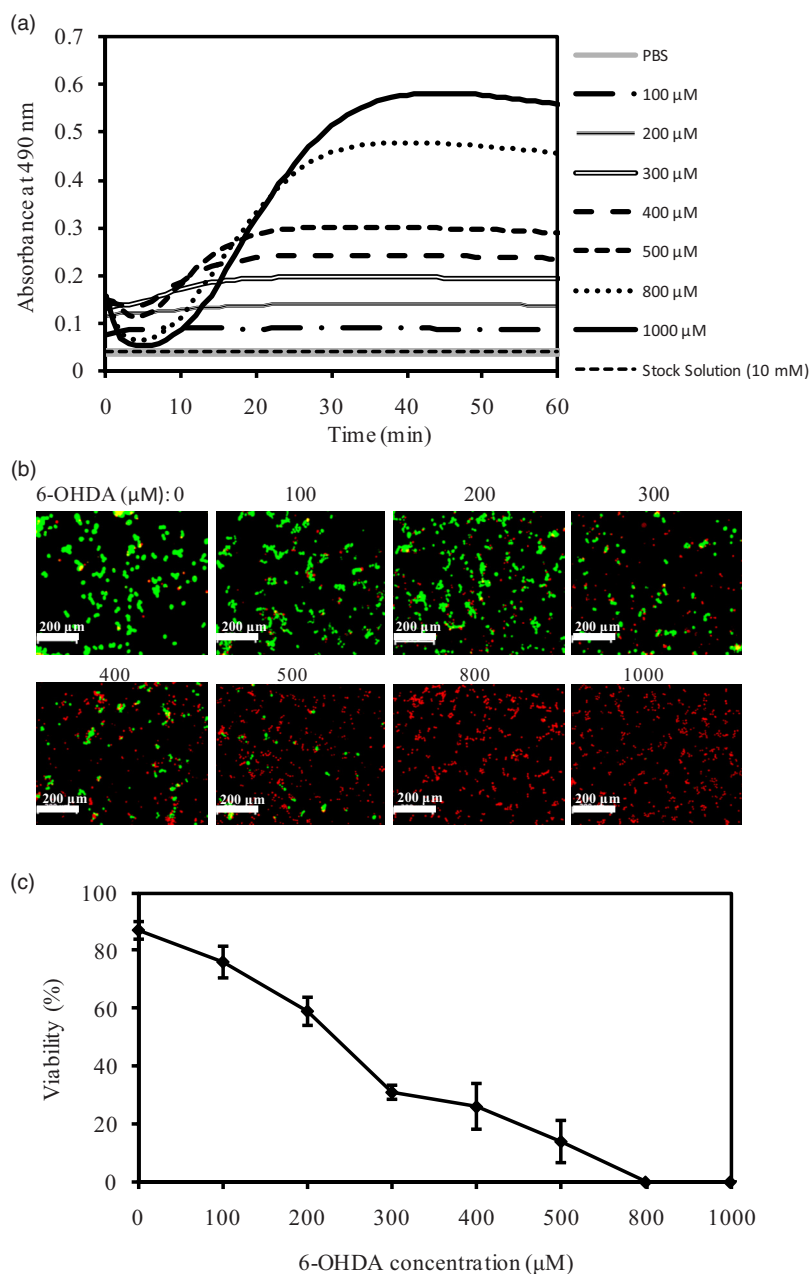 (a)
0.7
0.6
0.5
0.4
0.3
0.2
0.1
0
Absorbance at 490 nm
0 10 20 30 40 50 60
Time (min)
PBS
100 μM
200 μM
300 μM
400 μM
500 μM
800 μM
1000 μM
Stock Solution (10 mM)
(b)
6-OHDA (μM): 0 100 200 300
200 μm 200 μm 200 μm 200 μm
400 500 800 1000
200 μm 200 μm 200 μm 200 μm
(c)
100
80
60
40
20
0
Viability (%)
0 100 200 300 400 500 800 1000
6-OHDA concentration (μM)